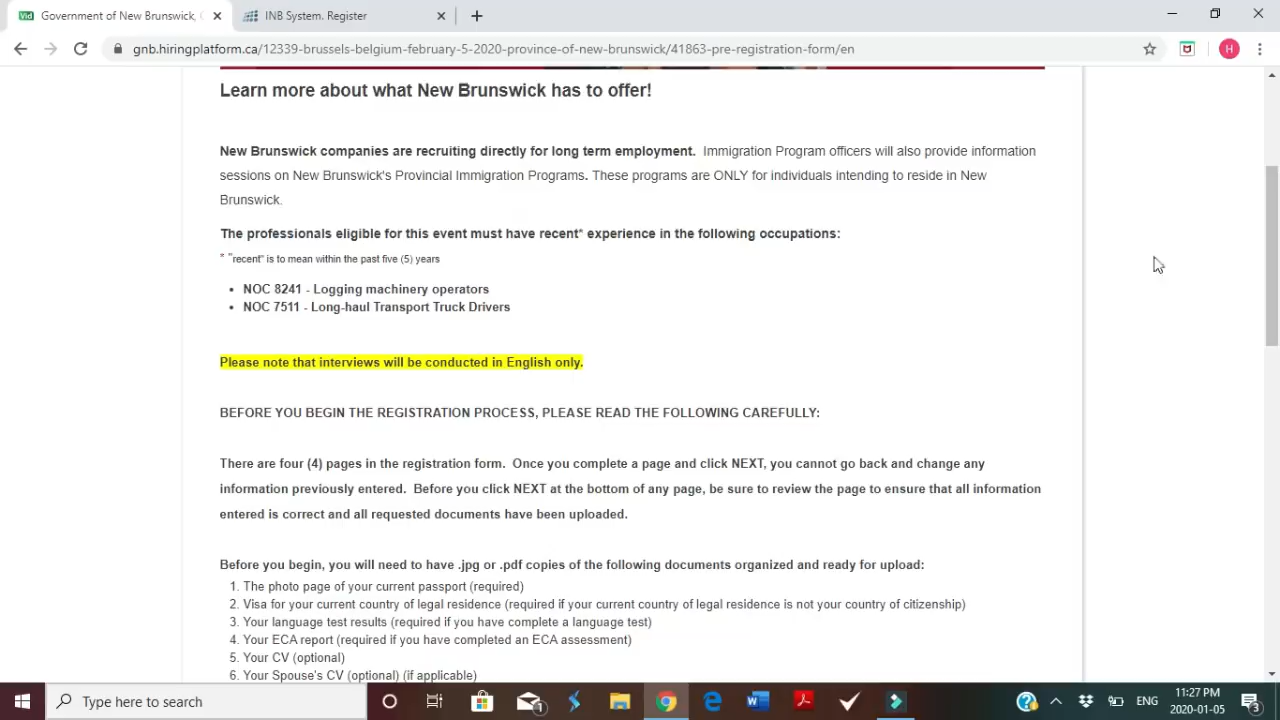 Government of New Brunswick,
INB System. Register
gnb.hiringplatform.ca/12339-brussels-belgium-february-5-2020-province-of-new-brunswick/41863-pre-registration-form/en
H
Learn more about what New Brunswick has to offer!
New Brunswick companies are recruiting directly for long term employment. Immigration Program officers will also provide information
sessions on New Brunswick's Provincial Immigration Programs. These programs are ONLY for individuals intending to reside in New
Brunswick.
The professionals eligible for this event must have recent* experience in the following occupations:
* "recent" is to mean within the past five (5) years
• NOC 8241 - Logging machinery operators
• NOC 7511 - Long-haul Transport Truck Drivers
Please note that interviews will be conducted in English only.
BEFORE YOU BEGIN THE REGISTRATION PROCESS, PLEASE READ THE FOLLOWING CAREFULLY:
There are four (4) pages in the registration form. Once you complete a page and click NEXT, you cannot go back and change any
information previously entered. Before you click NEXT at the bottom of any page, be sure to review the page to ensure that all information
entered is correct and all requested documents have been uploaded.
Before you begin, you will need to have .jpg or .pdf copies of the following documents organized and ready for upload:
1. The photo page of your current passport (required)
2. Visa for your current country of legal residence (required if your current country of legal residence is not your country of citizenship)
3. Your language test results (required if you have complete a language test)
4. Your ECA report (required if you have completed an ECA assessment)
5. Your CV (optional)
6. Your Spouse's CV (optional) (if applicable)
Type here to search
1
ENG
11:27 PM
2020-01-05
3